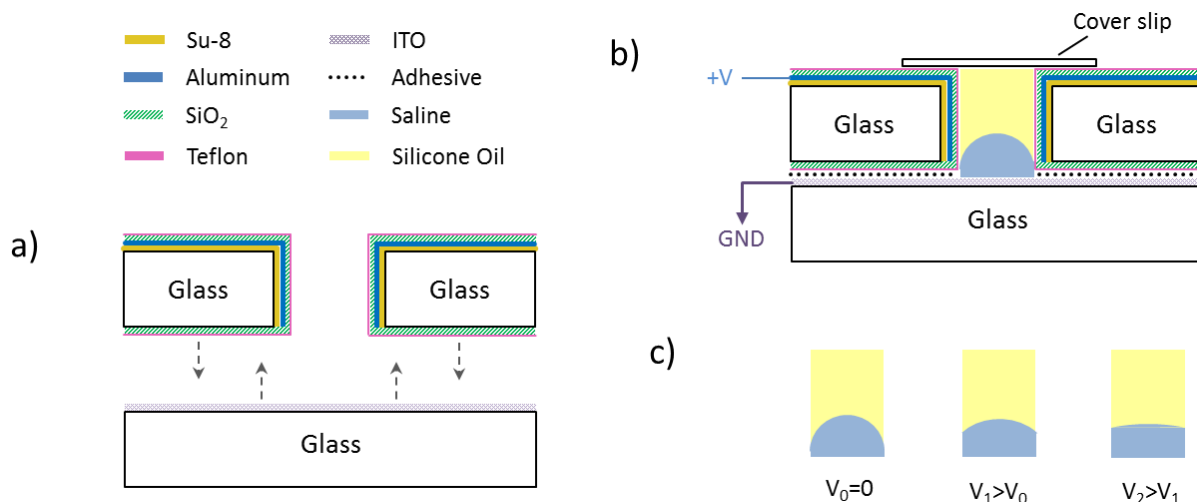 Su-8
Aluminum
SiO₂
Teflon
ITO
Adhesive
Saline
Silicone Oil
a)
Glass
Glass
Glass
b)
Cover slip
+V
Glass
Glass
GND
Glass
c)
V₀=0
V₁>V₀
V₂>V₁